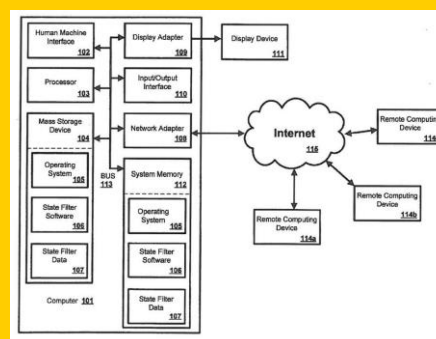 Human Machine
Interface
102
Processor
103
Mass Storage
Device
104
Operating
System
105
State Filter
Software
106
State Filter
Data
107
Computer 101
BUS
113
Display Adapter
109
Input/Output
Interface
110
Network Adapter
108
System Memory
112
Operating
System
105
State Filter
Software
106
State Filter
Data
107
Display Device
111
Internet
115
Remote Computing
Device
Remote Computing
Device
114b
Remote Computing
Device
114a